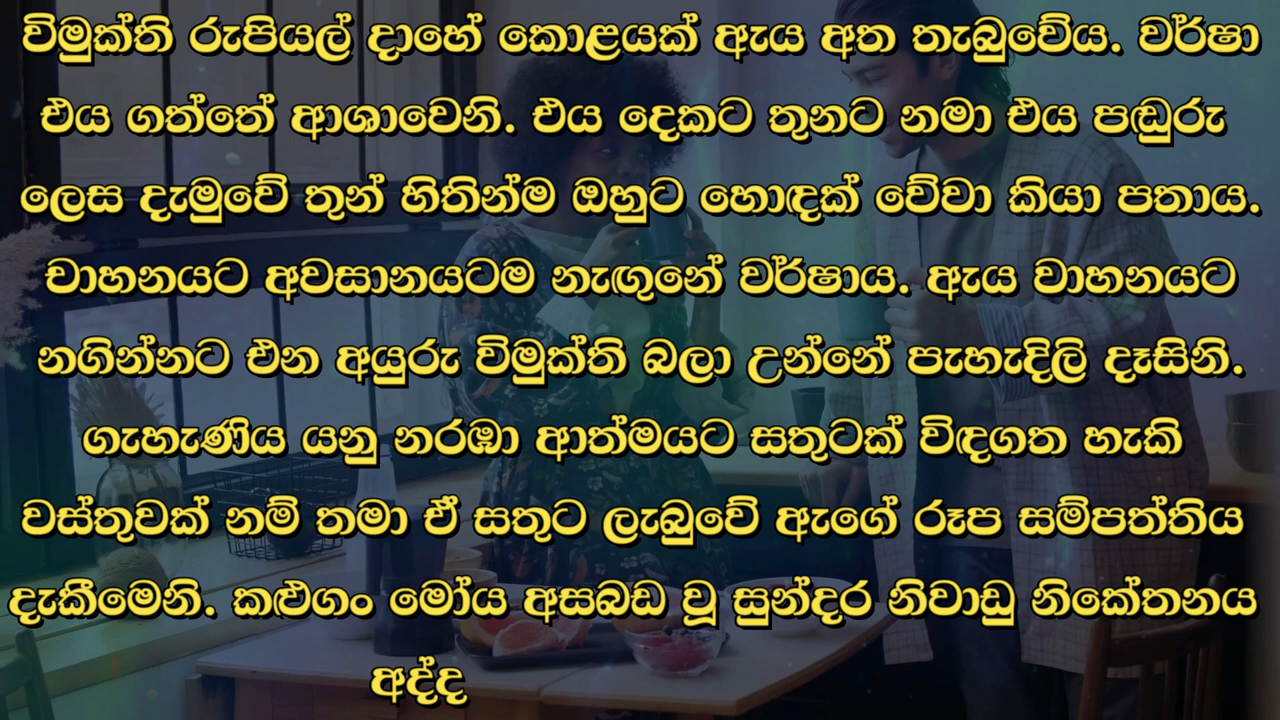 විමුක්ති රුපියල් දාහේ කොළයක් ඇය අත තැබුවේය. වර්ෂා
එය ගත්තේ ආශාවෙනි. එය දෙකට තුනට නමා එය පඬුරු
ලෙස දැමුවේ තුන් හිතින්ම ඔහුට හොඳක් වේවා කියා පතාය.
වාහනයට අවසානයටම නැඟුනේ වර්ෂාය. ඇය වාහනයට
නගින්නට එන අයුරු විමුක්ති බලා උන්නේ පැහැදිලි දෑසිනි.
ගැහැණිය යනු නරඹා ආත්මයට සතුටක් විඳගත හැකි
වස්තුවක් නම් තමා ඒ සතුට ලැබුවේ ඇගේ රූප සම්පත්තිය
දැකීමෙනි. කළුගං මෝය අසබඩ වූ සුන්දර නිවාඩු නිකේතනය
අද්ද